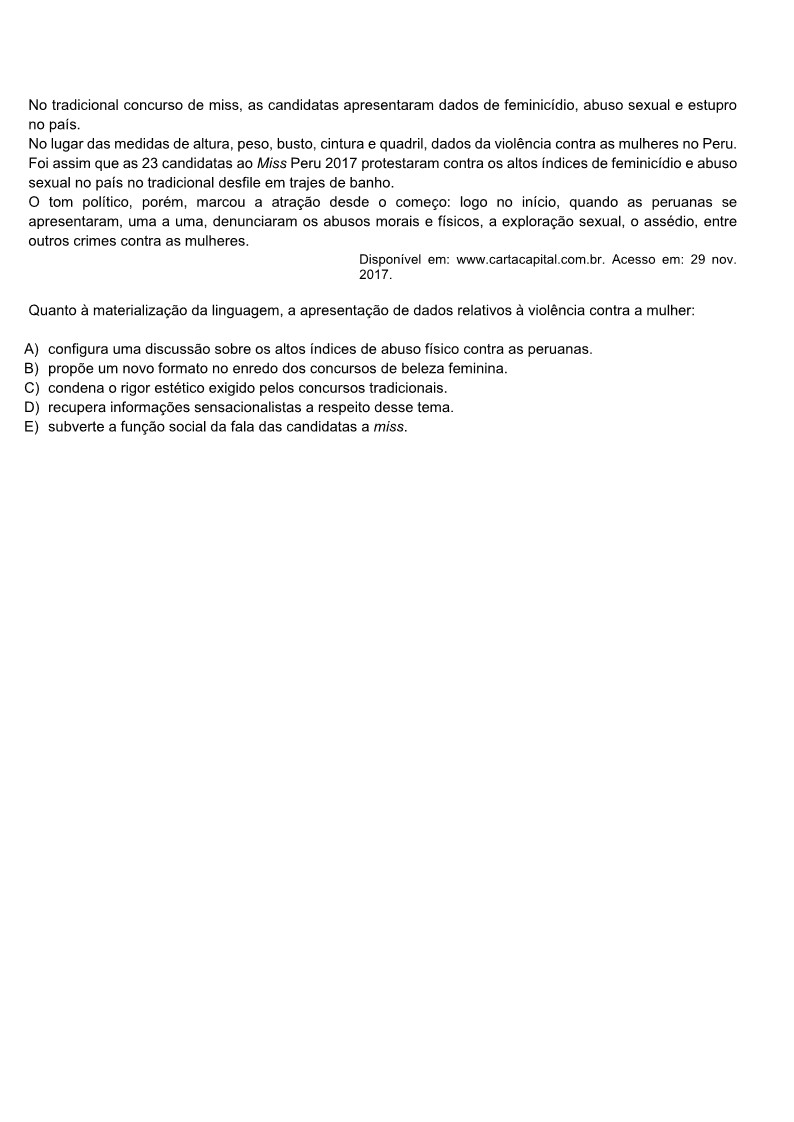 No tradicional concurso de miss, as candidatas apresentaram dados de feminicídio, abuso sexual e estupro
no país.
No lugar das medidas de altura, peso, busto, cintura e quadril, dados da violência contra as mulheres no Peru.
Foi assim que as 23 candidatas ao Miss Peru 2017 protestaram contra os altos índices de feminicídio e abuso
sexual no país no tradicional desfile em trajes de banho.
O tom político, porém, marcou a atração desde o começo: logo no início, quando as peruanas se
apresentaram, uma a uma, denunciaram os abusos morais e físicos, a exploração sexual, o assédio, entre
outros crimes contra as mulheres.
Disponível em: www.cartacapital.com.br. Acesso em: 29 nov.
2017.
Quanto à materialização da linguagem, a apresentação de dados relativos à violência contra a mulher:
A) configura uma discussão sobre os altos índices de abuso físico contra as peruanas.
B) propõe um novo formato no enredo dos concursos de beleza feminina.
C) condena o rigor estético exigido pelos concursos tradicionais.
D) recupera informações sensacionalistas a respeito desse tema.
E) subverte a função social da fala das candidatas a miss.